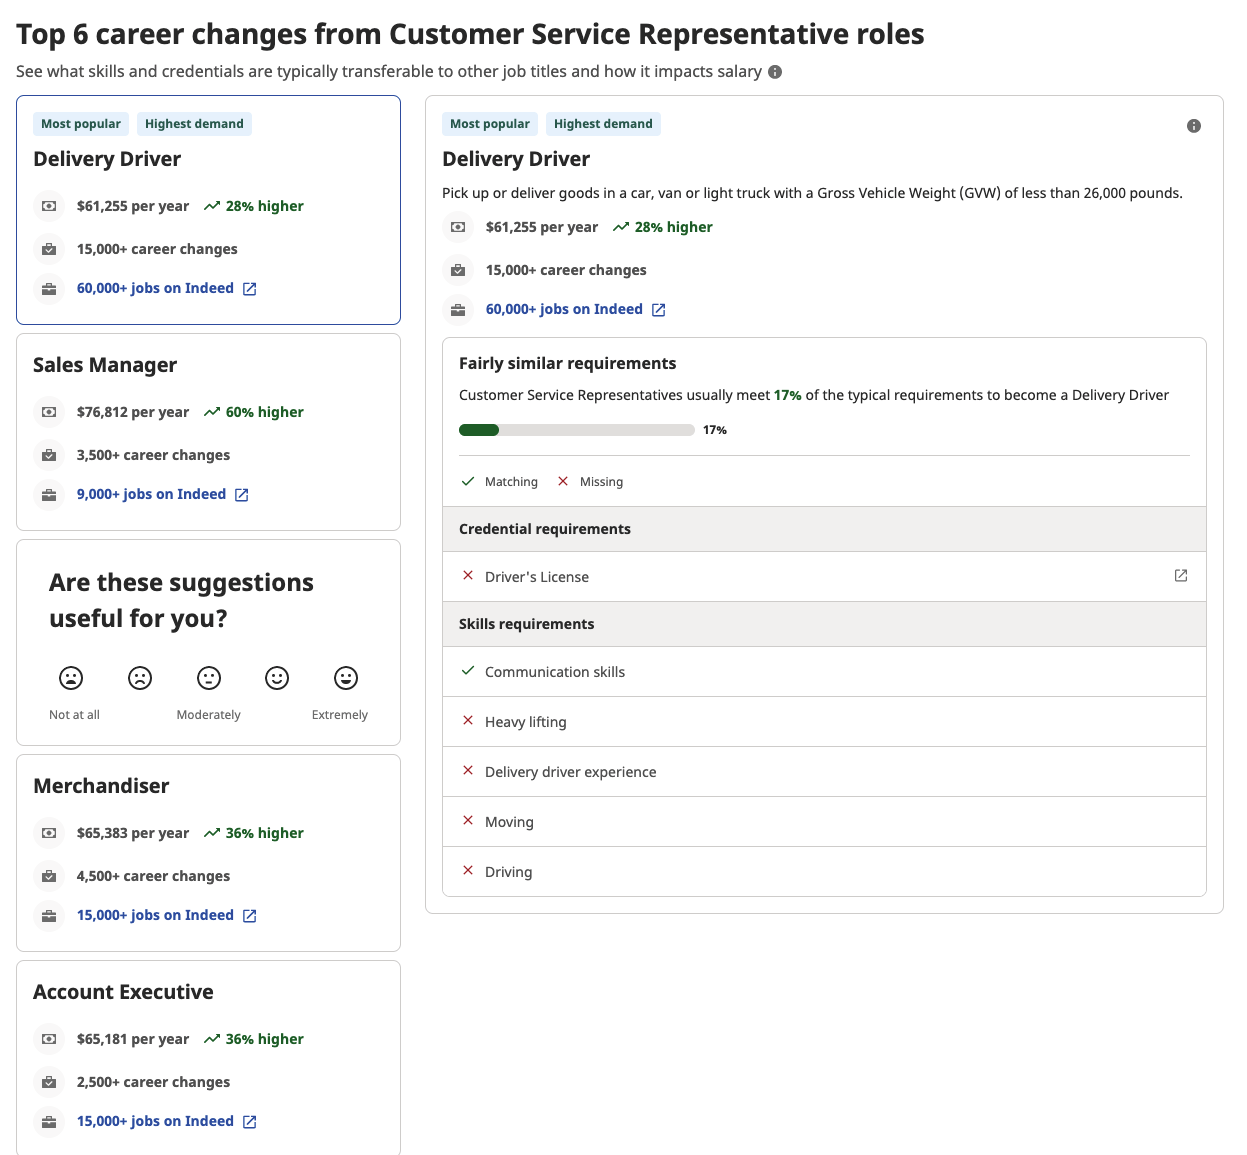 Top 6 career changes from Customer Service Representative roles
See what skills and credentials are typically transferable to other job titles and how it impacts salary
Most popular
Highest demand
Delivery Driver
$61,255 per year
28% higher
15,000+ career changes
60,000+ jobs on Indeed
Sales Manager
$76,812 per year
60% higher
3,500+ career changes
9,000+ jobs on Indeed
Are these suggestions
useful for you?
Not at all
Moderately
Extremely
Merchandiser
$65,383 per year
36% higher
4,500+ career changes
15,000+ jobs on Indeed
Account Executive
$65,181 per year
36% higher
2,500+ career changes
15,000+ jobs on Indeed
Most popular
Highest demand
Delivery Driver
Pick up or deliver goods in a car, van or light truck with a Gross Vehicle Weight (GVW) of less than 26,000 pounds.
$61,255 per year
28% higher
15,000+ career changes
60,000+ jobs on Indeed
Fairly similar requirements
Customer Service Representatives usually meet 17% of the typical requirements to become a Delivery Driver
17%
Matching
Missing
Credential requirements
Driver's License
Skills requirements
Communication skills
Heavy lifting
Delivery driver experience
Moving
Driving